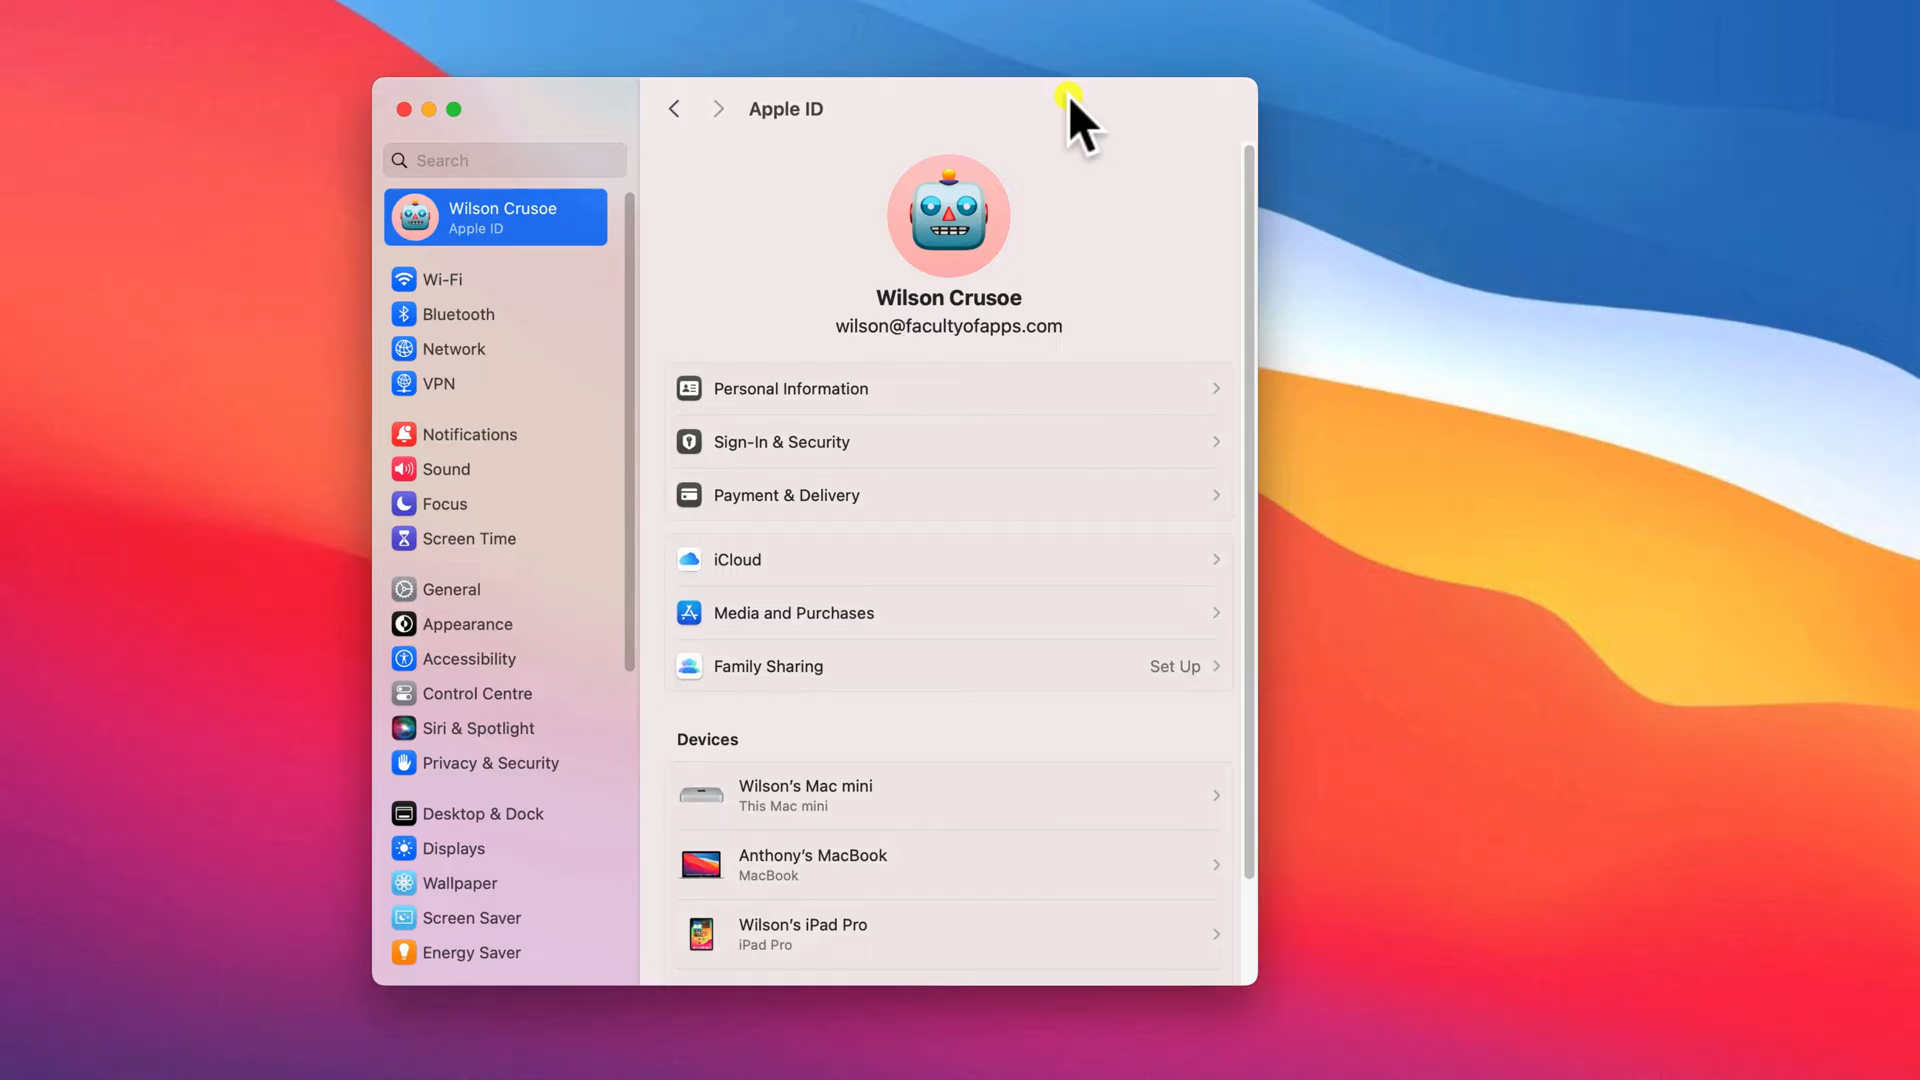 Apple ID
Search
Wilson Crusoe
Apple ID
Wi-Fi
Bluetooth
Network
VPN
Notifications
Sound
Focus
Screen Time
General
Appearance
Accessibility
Control Centre
Siri & Spotlight
Privacy & Security
Desktop & Dock
Displays
Wallpaper
Screen Saver
Energy Saver
Wilson Crusoe
wilson@facultyofapps.com
Personal Information
Sign-In & Security
Payment & Delivery
iCloud
Media and Purchases
Family Sharing Set Up
Devices
Wilson’s Mac mini
This Mac mini
Anthony’s MacBook
MacBook
Wilson’s iPad Pro
iPad Pro